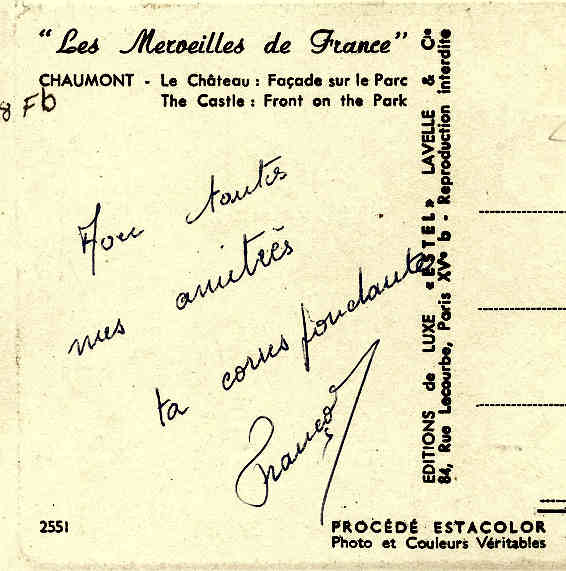 "Les Merveilles de France"
CHAUMONT - Le Château : Façade sur le Parc
The Castle : Front on the Park
8 Fb
toutes
mes amitiés
ta correspondante
EDITIONS de LUXE « ESTEL » LAVELLE & Cie
84, Rue Lecourbe, Paris XVe b - Reproduction interdite
2551
PROCÉDÉ ESTACOLOR
Photo et Couleurs Véritables